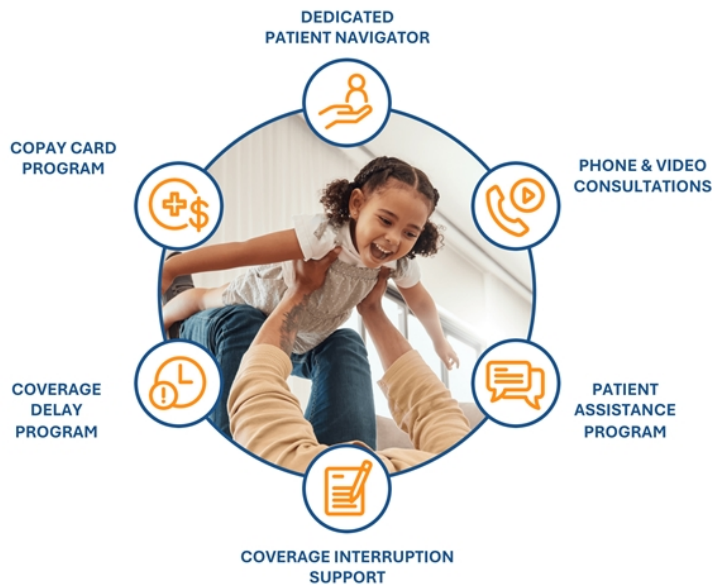 DEDICATED
PATIENT NAVIGATOR
COPAY CARD
PROGRAM
PHONE & VIDEO
CONSULTATIONS
COVERAGE
DELAY
PROGRAM
PATIENT
ASSISTANCE
PROGRAM
COVERAGE INTERRUPTION
SUPPORT